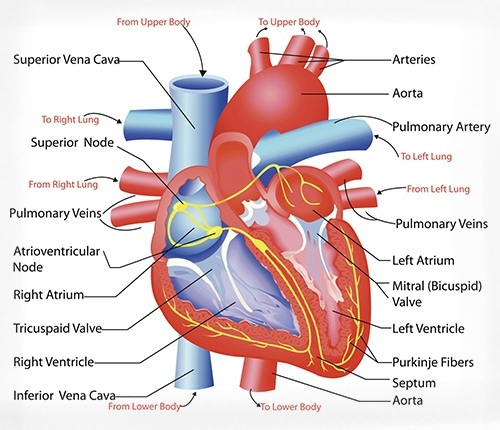 From Upper Body
To Upper Body
Superior Vena Cava
Arteries
Aorta
To Right Lung
Pulmonary Artery
Superior Node
To Left Lung
From Right Lung
From Left Lung
Pulmonary Veins
Pulmonary Veins
Atrioventricular
Node
Left Atrium
Right Atrium
Mitral (Bicuspid)
Valve
Tricuspaid Valve
Left Ventricle
Right Ventricle
Purkinje Fibers
Septum
Inferior Vena Cava
Aorta
From Lower Body
To Lower Body